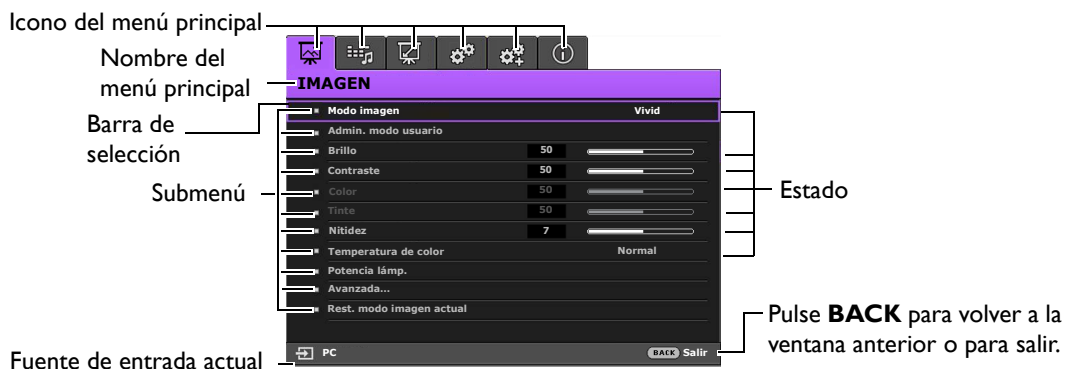 Icono del menú principal
Nombre del
menú principal
IMAGEN
Barra de
selección
Modo imagen Vivid
Admin. modo usuario
Brillo 50
Contraste 50
Submenú
Color 50
Estado
Tinte 50
Nitidez 7
Temperatura de color Normal
Potencia lámp.
Avanzada...
Rest. modo imagen actual
Pulse BACK para volver a la
ventana anterior o para salir.
PC BACK Salir
Fuente de entrada actual